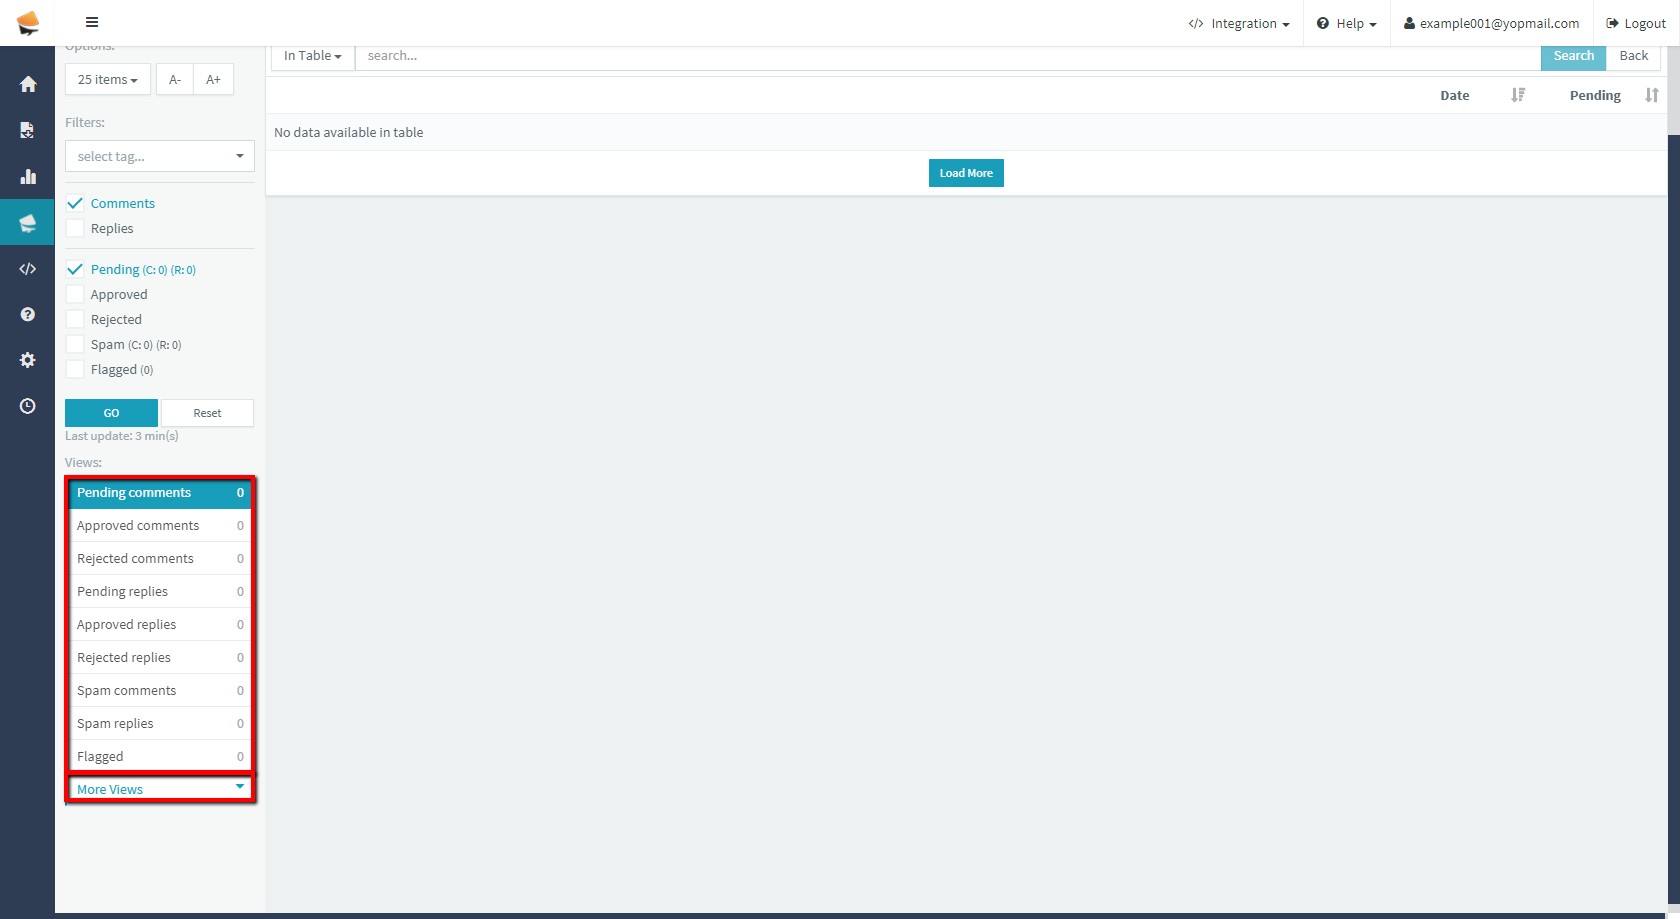 Integration
Help
example001@yopmail.com
Logout
Options:
In Table
search...
Search
Back
25 items
A-
A+
Date
Pending
Filters:
No data available in table
select tag...
Load More
Comments
Replies
Pending (C: 0) (R: 0)
Approved
Rejected
Spam (C: 0) (R: 0)
Flagged (0)
GO
Reset
Last update: 3 min(s)
Views:
Pending comments 0
Approved comments 0
Rejected comments 0
Pending replies 0
Approved replies 0
Rejected replies 0
Spam comments 0
Spam replies 0
Flagged 0
More Views